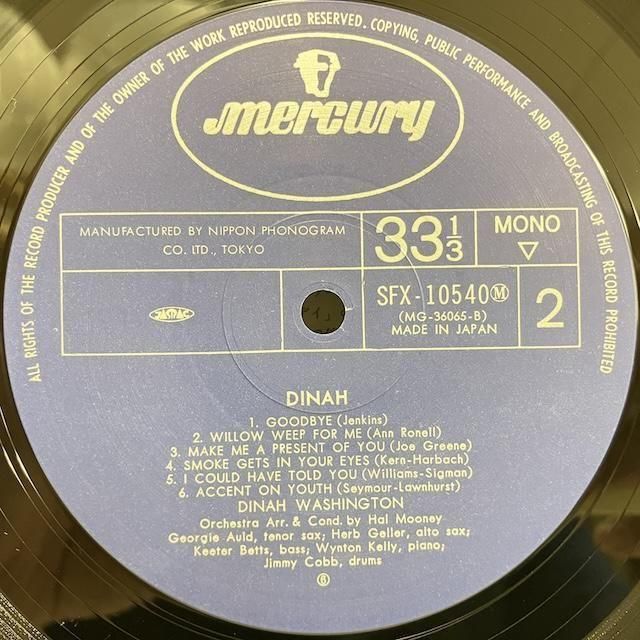 ALL RIGHTS OF THE RECORD PRODUCER AND OF THE OWNER OF THE WORK REPRODUCED RESERVED. COPYING, PUBLIC PERFORMANCE AND BROADCASTING OF THIS RECORD PROHIBITED
mercury
MANUFACTURED BY NIPPON PHONOGRAM
CO. LTD., TOKYO
33 1/3
MONO
▽
JASRAC
SFX-10540Ⓜ
(MG-36065-B)
MADE IN JAPAN
2
DINAH
1. GOODBYE (Jenkins)
2. WILLOW WEEP FOR ME (Ann Ronell)
3. MAKE ME A PRESENT OF YOU (Joe Greene)
4. SMOKE GETS IN YOUR EYES (Kern-Harbach)
5. I COULD HAVE TOLD YOU (Williams-Sigman)
6. ACCENT ON YOUTH (Seymour-Lawnhurst)
DINAH WASHINGTON
Orchestra Arr. & Cond. by Hal Mooney
Georgie Auld, tenor sax; Herb Geller, alto sax;
Keeter Betts, bass; Wynton Kelly, piano;
Jimmy Cobb, drums